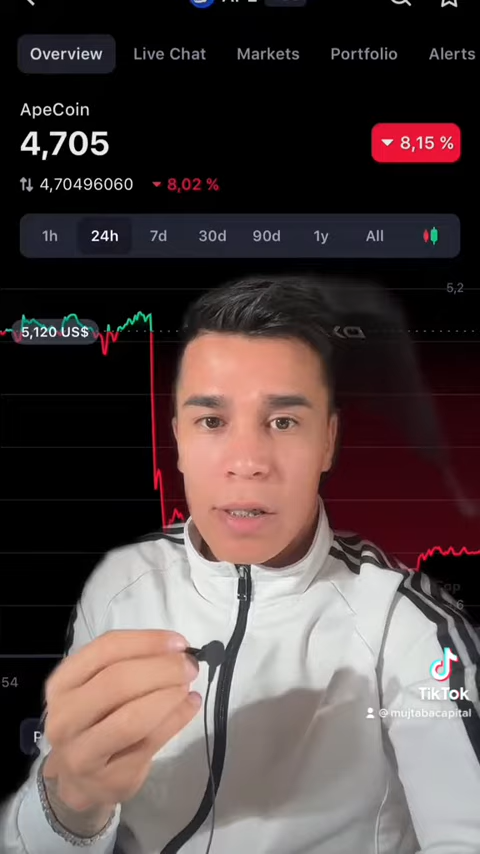 Overview Live Chat Markets Portfolio Alerts
ApeCoin
4,705
8,15 %
4,70496060 8,02 %
1h 24h 7d 30d 90d 1y All
5,2
5,120 US$
6
54
P
TikTok
@mujtabacapital